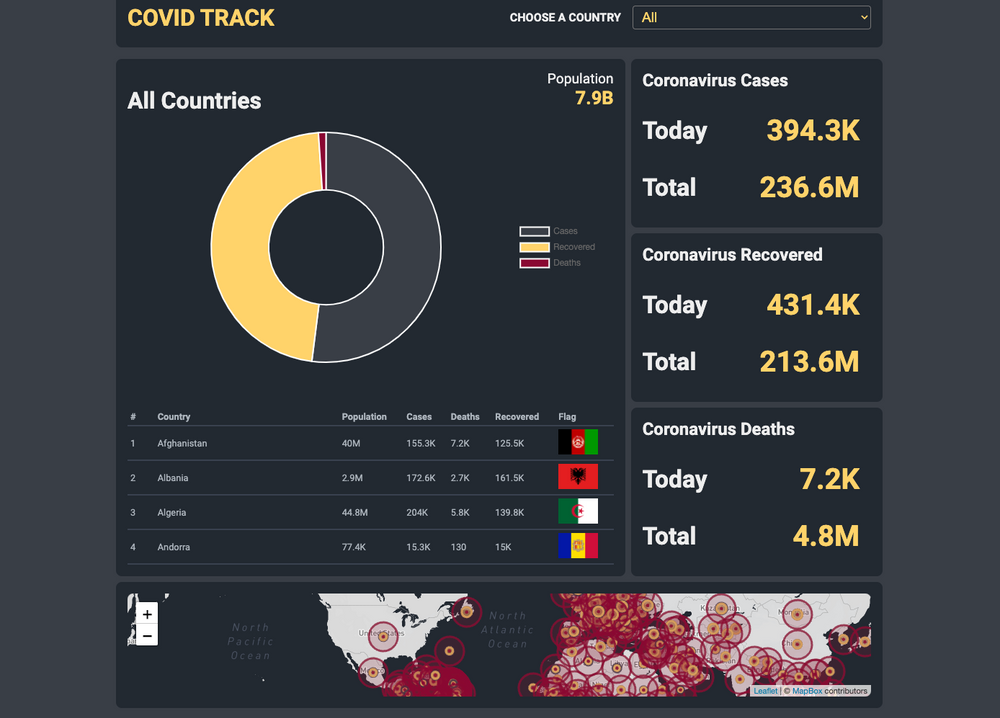 COVID TRACK
CHOOSE A COUNTRY All
All Countries
Population
7.9B
Cases
Recovered
Deaths
# Country Population Cases Deaths Recovered Flag
1 Afghanistan 40M 155.3K 7.2K 125.5K
2 Albania 2.9M 172.6K 2.7K 161.5K
3 Algeria 44.8M 204K 5.8K 139.8K
4 Andorra 77.4K 15.3K 130 15K
Coronavirus Cases
Today 394.3K
Total 236.6M
Coronavirus Recovered
Today 431.4K
Total 213.6M
Coronavirus Deaths
Today 7.2K
Total 4.8M
+
−
North
Pacific
Ocean
United States
North
Atlantic
Ocean
Kazakhstan
Leaflet | © MapBox contributors